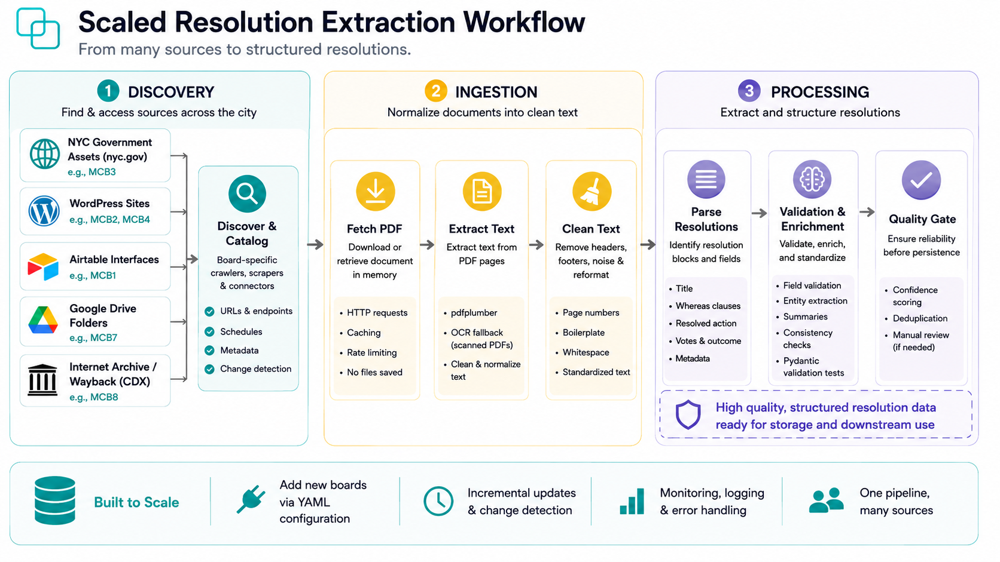 Scaled Resolution Extraction Workflow
From many sources to structured resolutions.
1 DISCOVERY
Find & access sources across the city
NYC Government
Assets (nyc.gov)
e.g., MCB3
WordPress Sites
e.g., MCB2, MCB4
Airtable Interfaces
e.g., MCB1
Google Drive
Folders
e.g., MCB7
Internet Archive /
Wayback (CDX)
e.g., MCB8
Discover &
Catalog
Board-specific
crawlers, scrapers
& connectors
URLs & endpoints
Schedules
Metadata
Change detection
2 INGESTION
Normalize documents into clean text
Fetch PDF
Download or
retrieve document
in memory
• HTTP requests
• Caching
• Rate limiting
• No files saved
Extract Text
Extract text from
PDF pages
• pdfplumber
• OCR fallback
(scanned PDFs)
• Clean & normalize
text
Clean Text
Remove headers,
footers, noise &
reformat
• Page numbers
• Boilerplate
• Whitespace
• Standardized text
3 PROCESSING
Extract and structure resolutions
Parse
Resolutions
Identify resolution
blocks and fields
• Title
• Whereas clauses
• Resolved action
• Votes & outcome
• Metadata
Validation &
Enrichment
Validate, enrich,
and standardize
• Field validation
• Entity extraction
• Summaries
• Consistency
checks
• Pydantic
validation tests
Quality Gate
Ensure reliability
before persistence
• Confidence
scoring
• Deduplication
• Manual review
(if needed)
High quality, structured resolution data
ready for storage and downstream use
Built to Scale
Add new boards
via YAML
configuration
Incremental updates
& change detection
Monitoring, logging
& error handling
One pipeline,
many sources